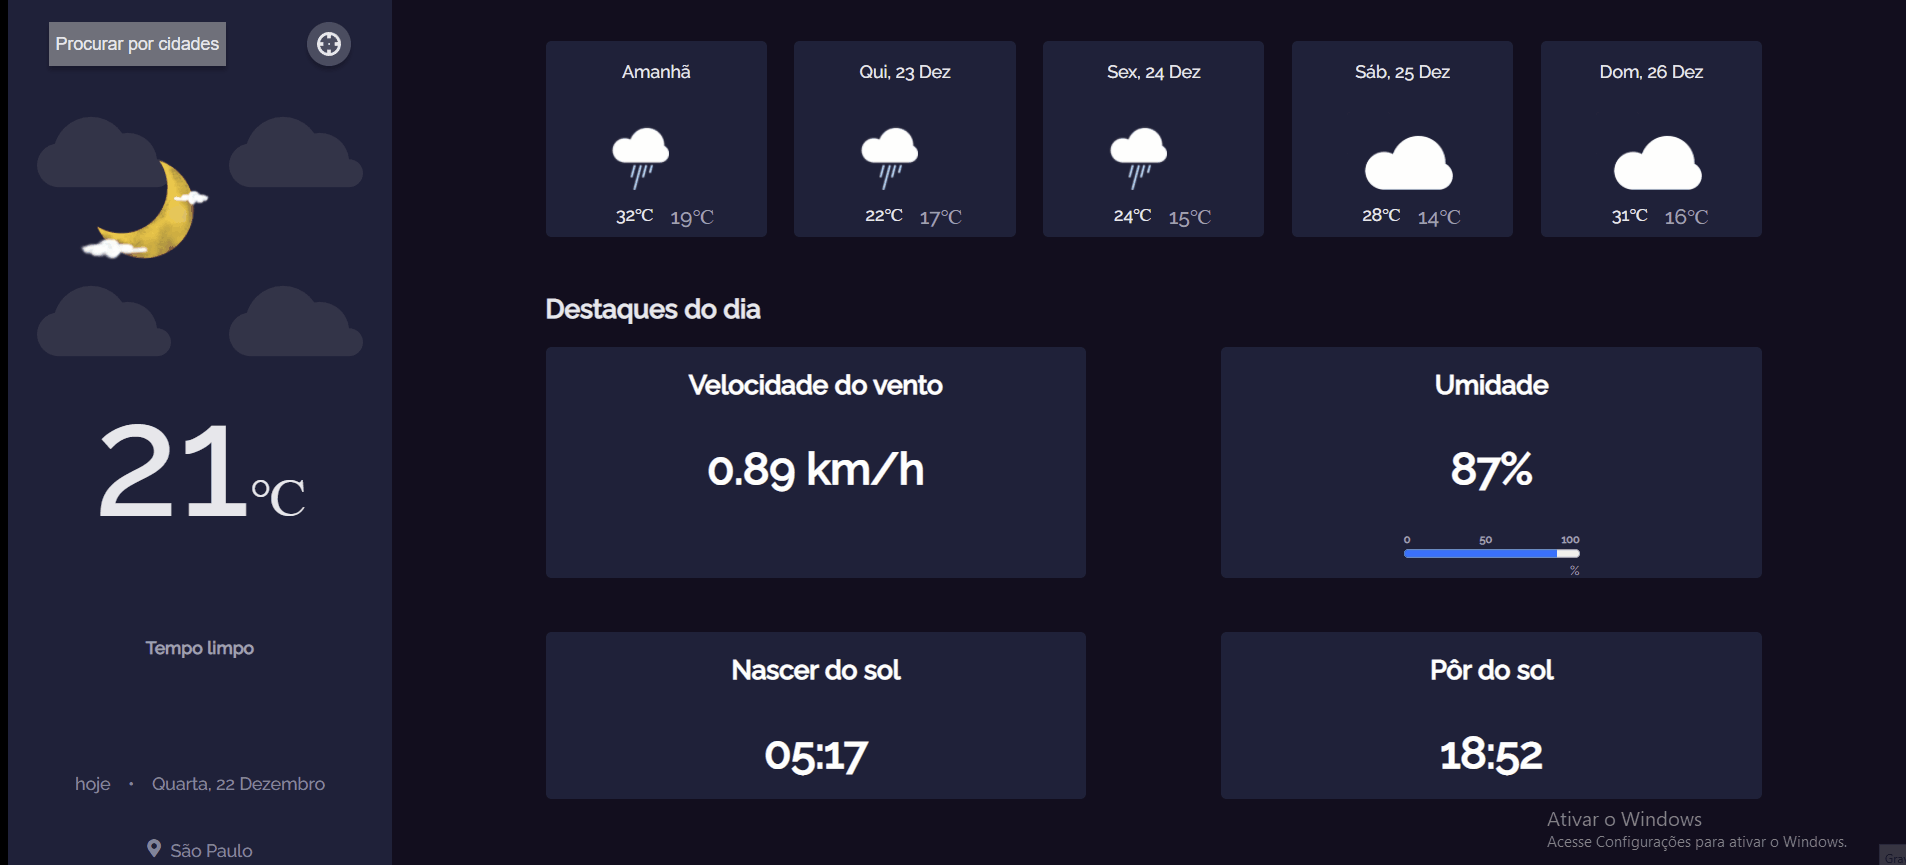 Procurar por cidades
21°C
Tempo limpo
hoje • Quarta, 22 Dezembro
São Paulo
Amanhã
32°C 19°C
Qui, 23 Dez
22°C 17°C
Sex, 24 Dez
24°C 15°C
Sáb, 25 Dez
28°C 14°C
Dom, 26 Dez
31°C 16°C
Destaques do dia
Velocidade do vento
0.89 km/h
Umidade
87%
0 50 100
%
Nascer do sol
05:17
Pôr do sol
18:52
Ativar o Windows
Acesse Configurações para ativar o Windows.